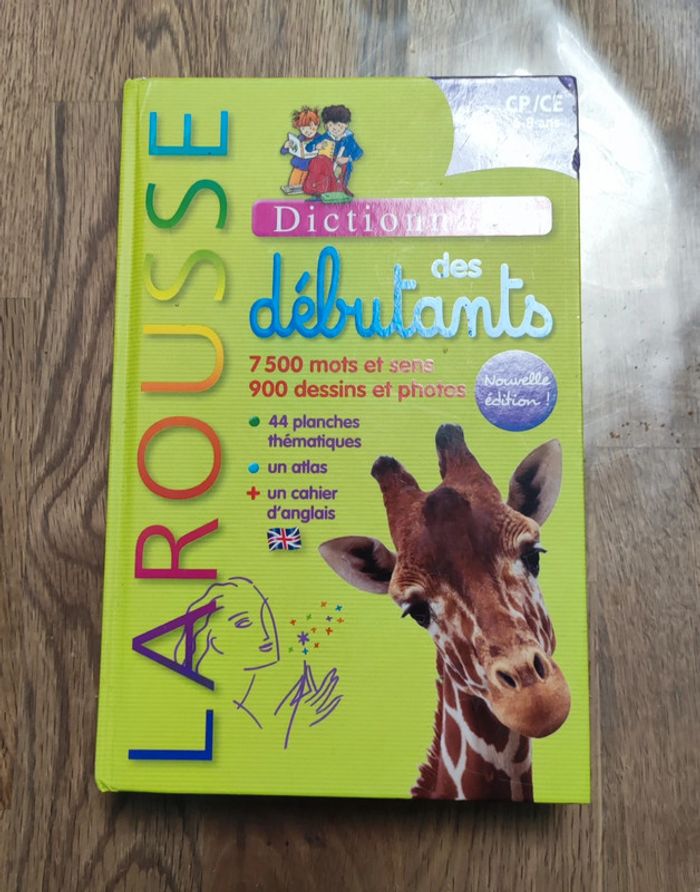 LAROUSSE
CP/CE
ans
des
débutants
7 500 mots et sens
900 dessins et photos
Nouvelle
édition !
• 44 planches
thématiques
• un atlas
+ un cahier
d'anglais